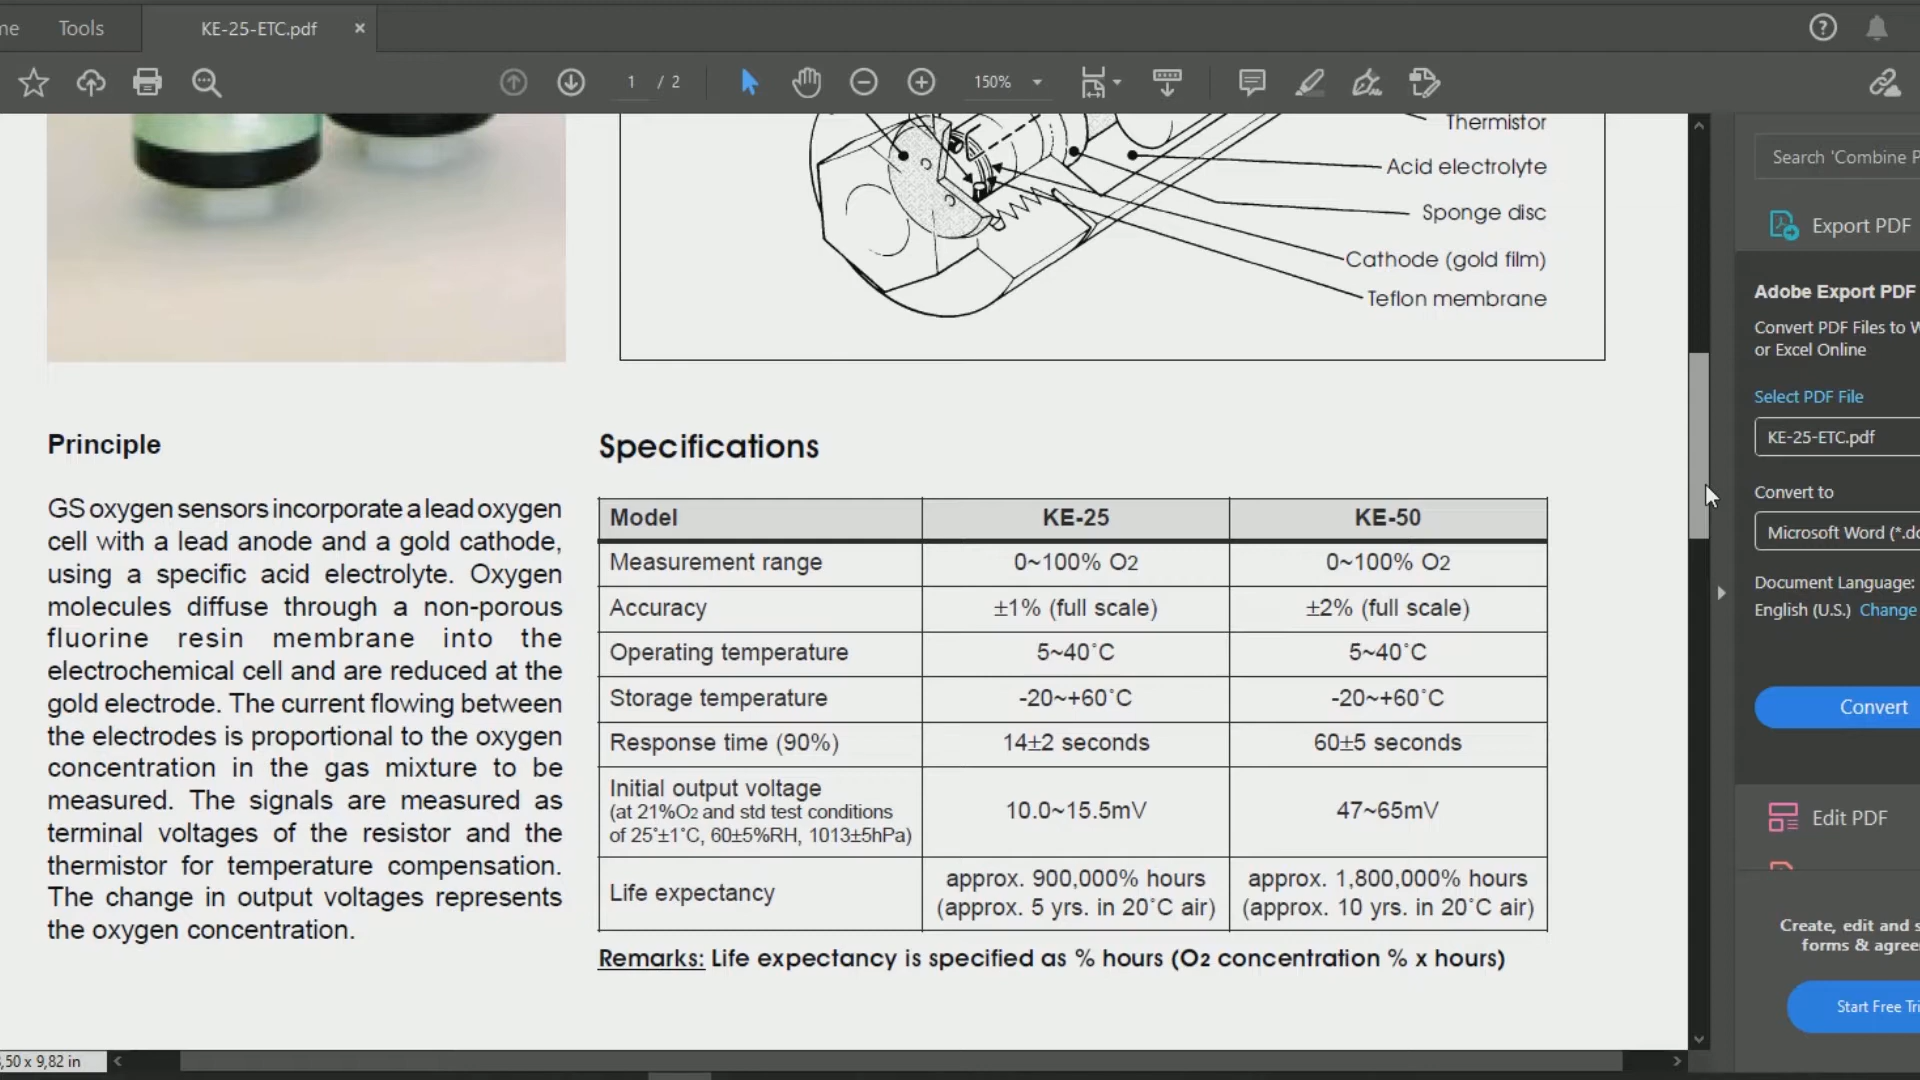 me
Tools
KE-25-ETC.pdf
1 / 2
150%
Thermistor
Acid electrolyte
Sponge disc
Cathode (gold film)
Teflon membrane
Principle
GS oxygen sensors incorporate a lead oxygen
cell with a lead anode and a gold cathode,
using a specific acid electrolyte. Oxygen
molecules diffuse through a non-porous
fluorine resin membrane into the
electrochemical cell and are reduced at the
gold electrode. The current flowing between
the electrodes is proportional to the oxygen
concentration in the gas mixture to be
measured. The signals are measured as
terminal voltages of the resistor and the
thermistor for temperature compensation.
The change in output voltages represents
the oxygen concentration.
Specifications
Model KE-25 KE-50
Measurement range 0~100% O2 0~100% O2
Accuracy ±1% (full scale) ±2% (full scale)
Operating temperature 5~40°C 5~40°C
Storage temperature -20~+60°C -20~+60°C
Response time (90%) 14±2 seconds 60±5 seconds
Initial output voltage
(at 21%O2 and std test conditions
of 25°±1°C, 60±5%RH, 1013±5hPa)
10.0~15.5mV 47~65mV
Life expectancy
approx. 900,000% hours
(approx. 5 yrs. in 20°C air)
approx. 1,800,000% hours
(approx. 10 yrs. in 20°C air)
Remarks: Life expectancy is specified as % hours (O2 concentration % x hours)
,50 x 9,82 in
Search 'Combine P
Export PDF
Adobe Export PDF
Convert PDF Files to W
or Excel Online
Select PDF File
KE-25-ETC.pdf
Convert to
Microsoft Word (*.do
Document Language:
English (U.S.) Change
Convert
Edit PDF
Create, edit and s
forms & agree
Start Free Tri